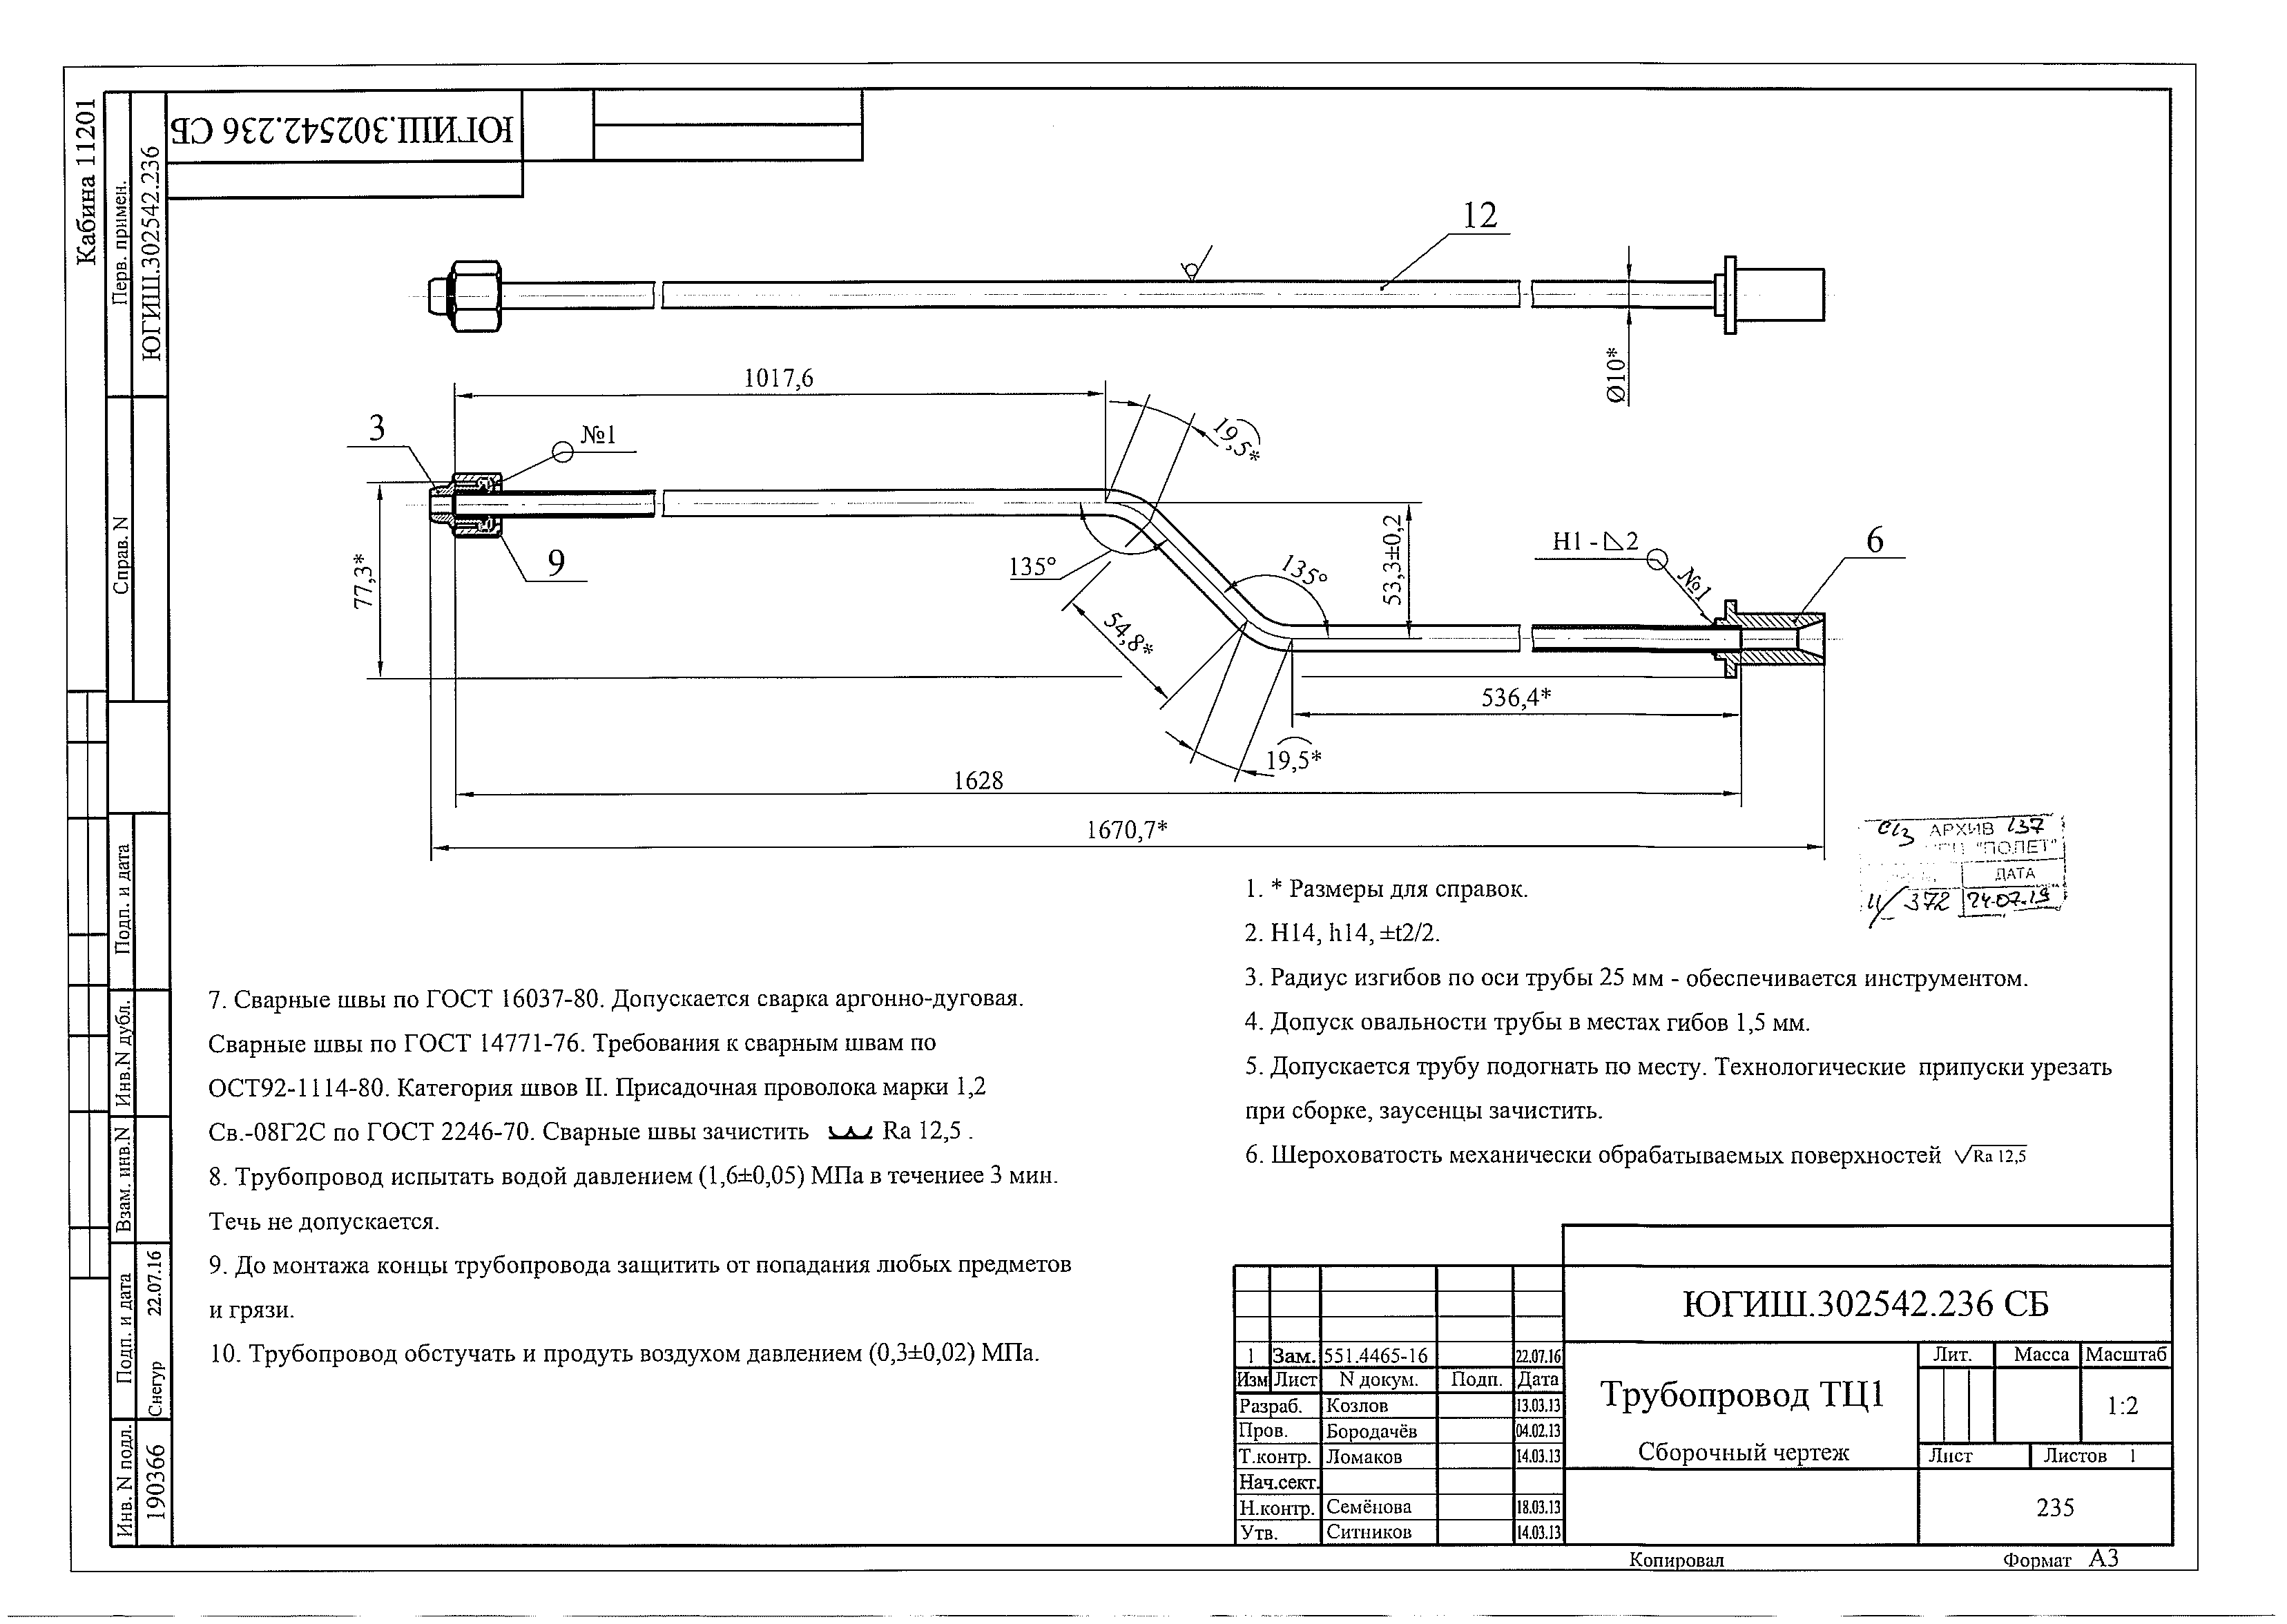 Кабина 11201
Перв. примен.
ЮГИШ.302542.236
Справ. N
Подп. и дата
Инв.N дубл.
Взам. инв.N
Подп. и дата
Снегур 22.07.16
Инв. N подл.
190366
ЮГИШ.302542.236 СБ
12
Ø10*
1017,6
3
№1
19,5*
9
77,3*
135°
135°
53,3±0,2
54,8*
Н1 - ⊿2
№1
6
536,4*
19,5*
1628
1670,7*
АРХИВ 137
"ПОЛЕТ"
ДАТА
372 24.07.19
1. * Размеры для справок.
2. H14, h14, ±t2/2.
3. Радиус изгибов по оси трубы 25 мм - обеспечивается инструментом.
4. Допуск овальности трубы в местах гибов 1,5 мм.
5. Допускается трубу подогнать по месту. Технологические припуски урезать
при сборке, заусенцы зачистить.
6. Шероховатость механически обрабатываемых поверхностей √Ra 12,5
7. Сварные швы по ГОСТ 16037-80. Допускается сварка аргонно-дуговая.
Сварные швы по ГОСТ 14771-76. Требования к сварным швам по
ОСТ92-1114-80. Категория швов II. Присадочная проволока марки 1,2
Св.-08Г2С по ГОСТ 2246-70. Сварные швы зачистить Ra 12,5 .
8. Трубопровод испытать водой давлением (1,6±0,05) МПа в течениее 3 мин.
Течь не допускается.
9. До монтажа концы трубопровода защитить от попадания любых предметов
и грязи.
10. Трубопровод обстучать и продуть воздухом давлением (0,3±0,02) МПа.
ЮГИШ.302542.236 СБ
1 Зам. 551.4465-16 22.07.16
Изм Лист N докум. Подп. Дата
Разраб. Козлов 13.03.13
Пров. Бородачёв 04.02.13
Т.контр. Ломаков 14.03.13
Нач.сект.
Н.контр. Семёнова 18.03.13
Утв. Ситников 14.03.13
Трубопровод ТЦ1
Сборочный чертеж
Лит. Масса Масштаб
1:2
Лист Листов 1
235
Копировал Формат А3